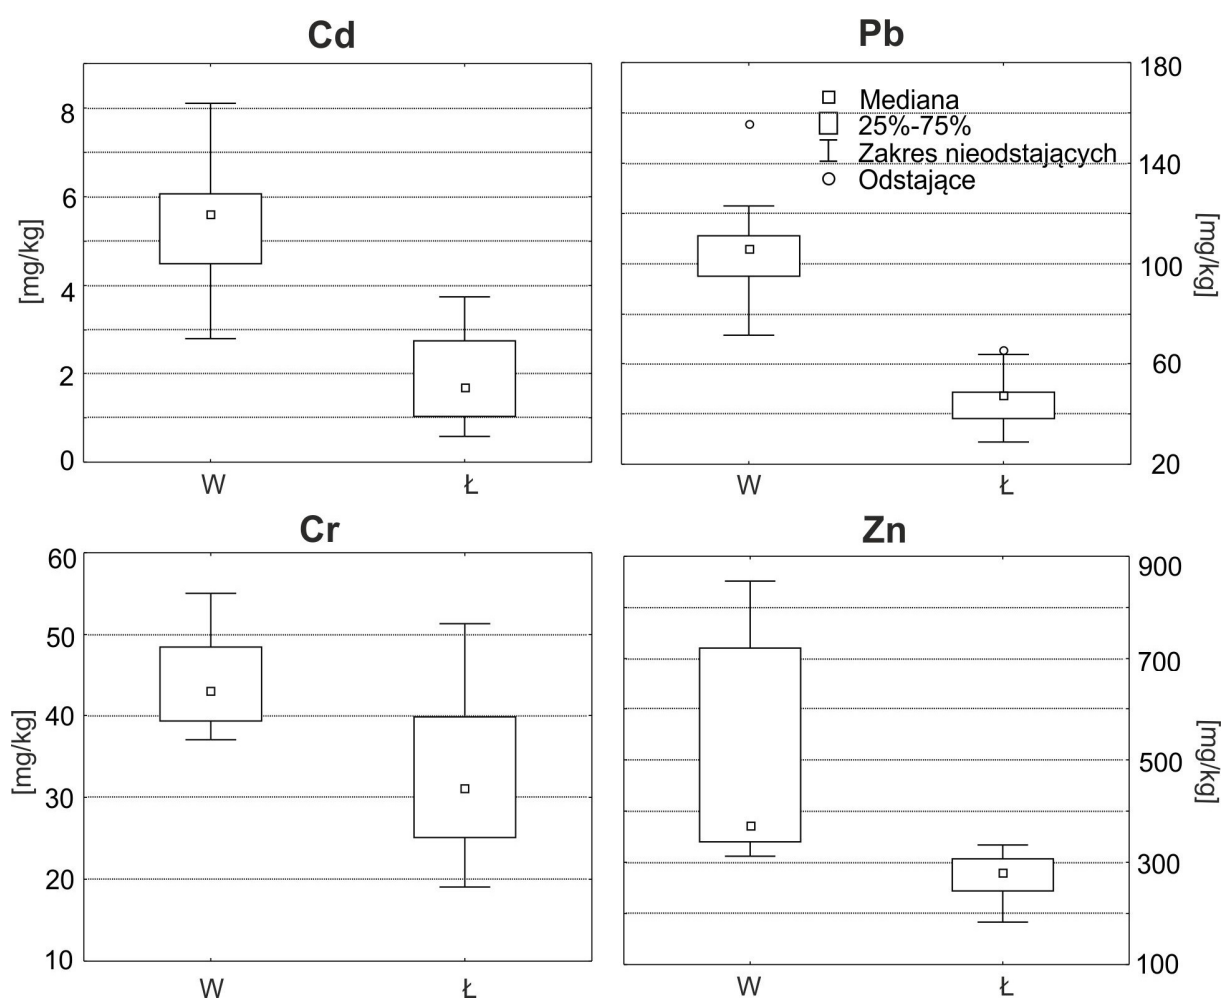 Cd
8
6
4
2
0
[mg/kg]
W
Ł
Pb
Mediana
25%-75%
Zakres nieodstających
Odstające
180
140
100
60
20
[mg/kg]
W
Ł
Cr
60
50
40
30
20
10
[mg/kg]
W
Ł
Zn
900
700
500
300
100
[mg/kg]
W
Ł